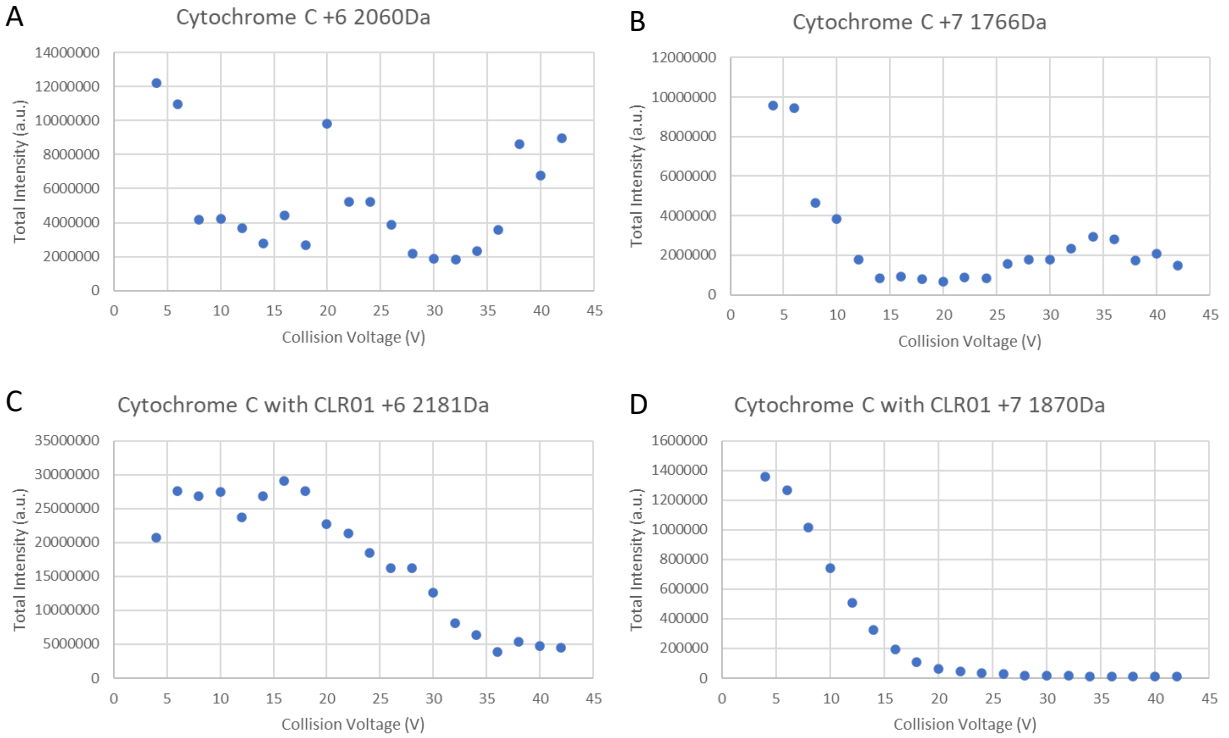 A
Cytochrome C +6 2060Da
Total Intensity (a.u.)
14000000
12000000
10000000
8000000
6000000
4000000
2000000
0
0 5 10 15 20 25 30 35 40 45
Collision Voltage (V)
B
Cytochrome C +7 1766Da
Total Intensity (a.u.)
12000000
10000000
8000000
6000000
4000000
2000000
0
0 5 10 15 20 25 30 35 40 45
Collision Voltage (V)
C
Cytochrome C with CLR01 +6 2181Da
Total Intensity (a.u.)
35000000
30000000
25000000
20000000
15000000
10000000
5000000
0
0 5 10 15 20 25 30 35 40 45
Collision Voltage (V)
D
Cytochrome C with CLR01 +7 1870Da
Total Intensity (a.u.)
1600000
1400000
1200000
1000000
800000
600000
400000
200000
0
0 5 10 15 20 25 30 35 40 45
Collision Voltage (V)